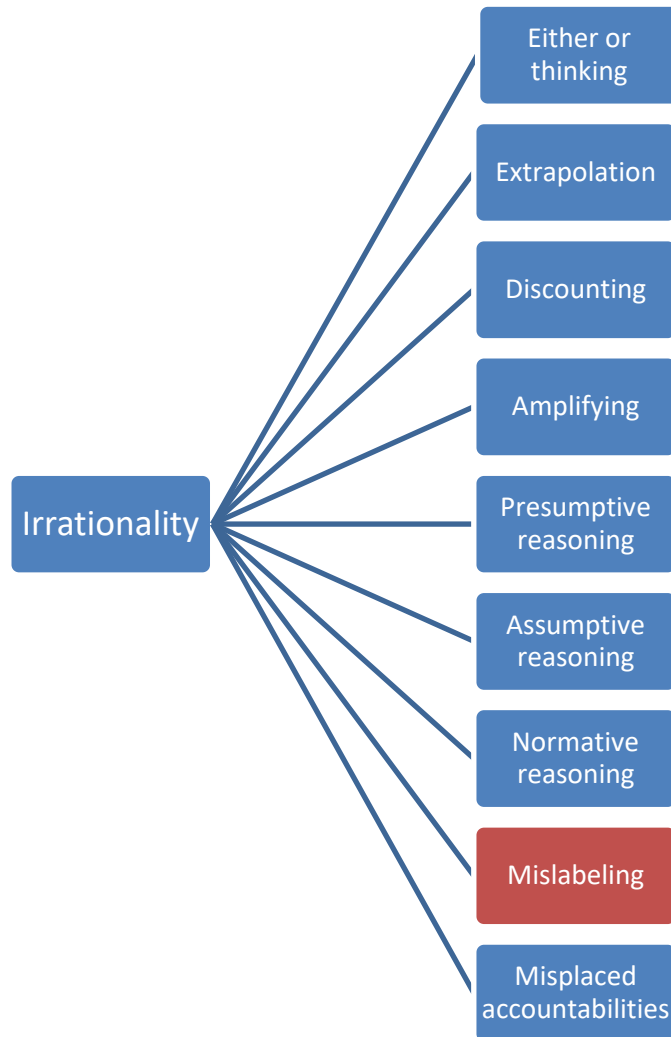 Either or
thinking
Extrapolation
Discounting
Amplifying
Irrationality
Presumptive
reasoning
Assumptive
reasoning
Normative
reasoning
Mislabeling
Misplaced
accountabilities